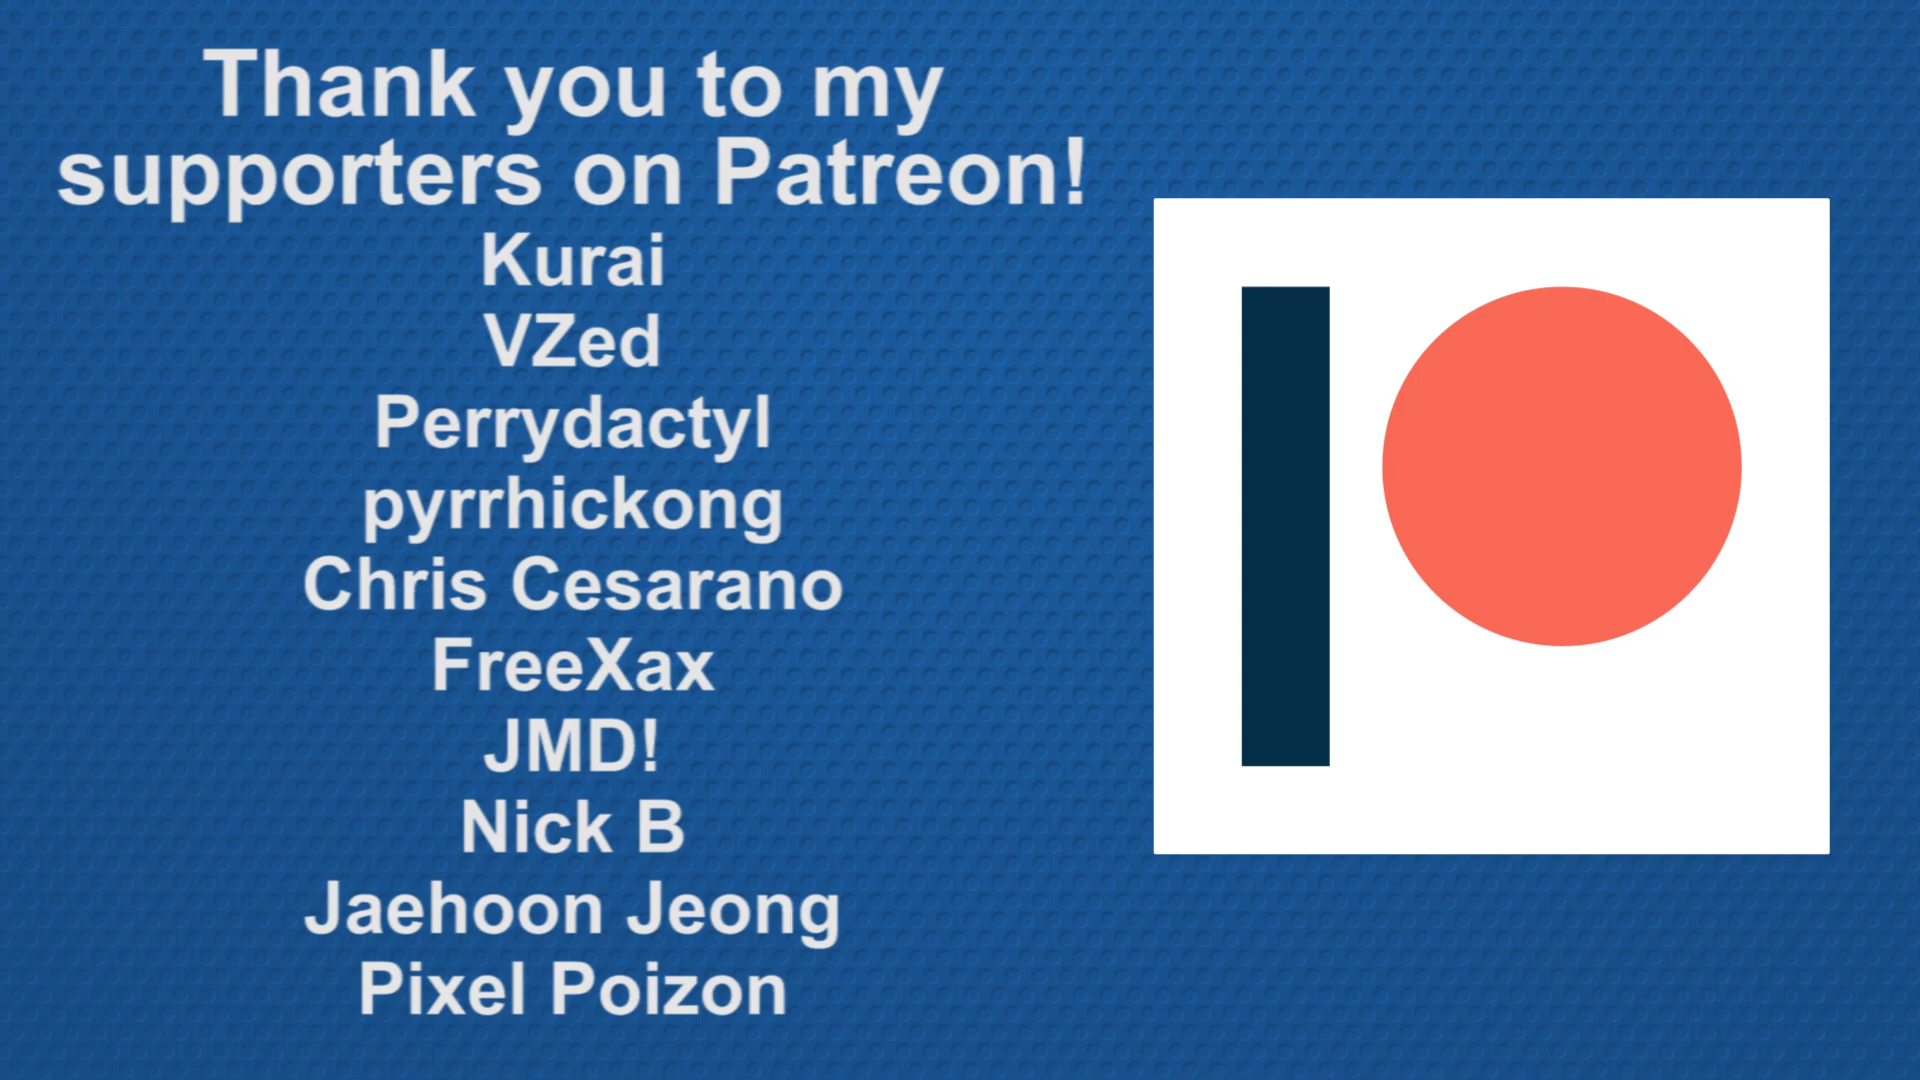 Thank you to my
supporters on Patreon!
Kurai
VZed
Perrydactyl
pyrrhickong
Chris Cesarano
FreeXax
JMD!
Nick B
Jaehoon Jeong
Pixel Poizon